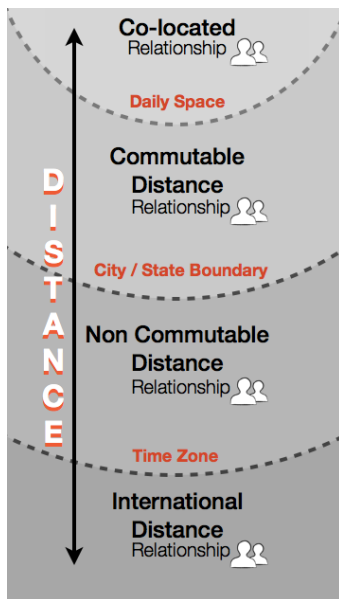 Co-located
Relationship
Daily Space
Commutable
Distance
Relationship
City / State Boundary
Non Commutable
Distance
Relationship
Time Zone
International
Distance
Relationship
DISTANCE